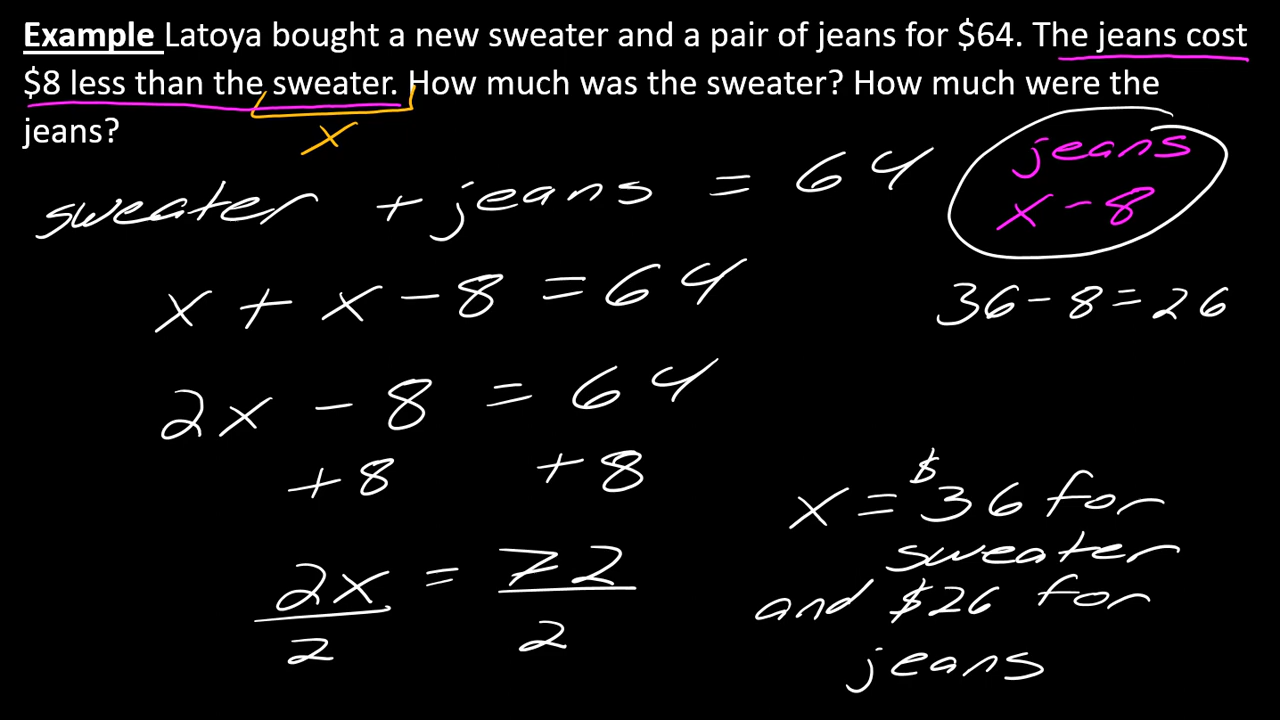 Example Latoya bought a new sweater and a pair of jeans for $64. The jeans cost
$8 less than the sweater. How much was the sweater? How much were the
jeans?
x
jeans
x - 8
sweater + jeans = 64
x + x - 8 = 64
36 - 8 = 26
2x - 8 = 64
+8 +8
2x = 72
2 2
x = $36 for
sweater
and $26 for
jeans